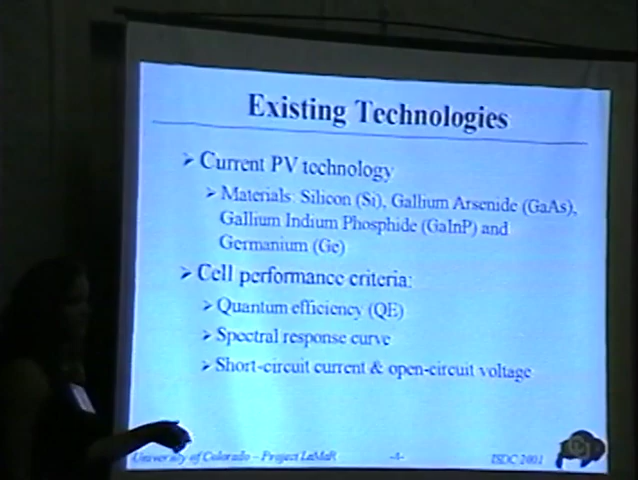 Existing Technologies
➢ Current PV technology
➢ Materials: Silicon (Si), Gallium Arsenide (GaAs),
Gallium Indium Phosphide (GaInP) and
Germanium (Ge)
➢ Cell performance criteria:
➢ Quantum efficiency (QE)
➢ Spectral response curve
➢ Short-circuit current & open-circuit voltage
University of Colorado – Project LaMaR -4- ISDC 2001